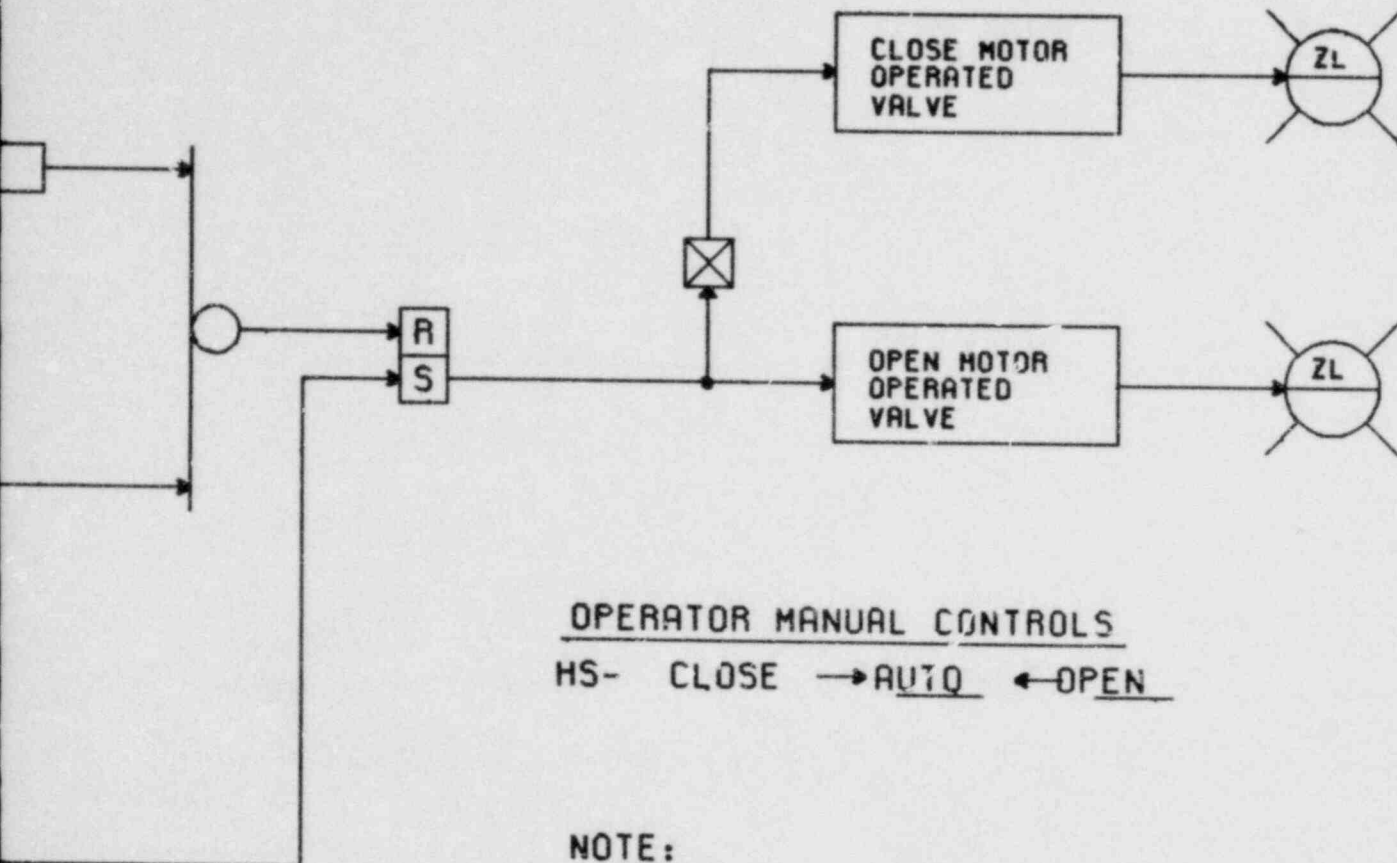 CLOSE MOTOR
OPERATED
VALVE
ZL
R
S
OPEN MOTOR
OPERATED
VALVE
ZL
OPERATOR MANUAL CONTROLS
HS- CLOSE → AUTO ← OPEN
NOTE: